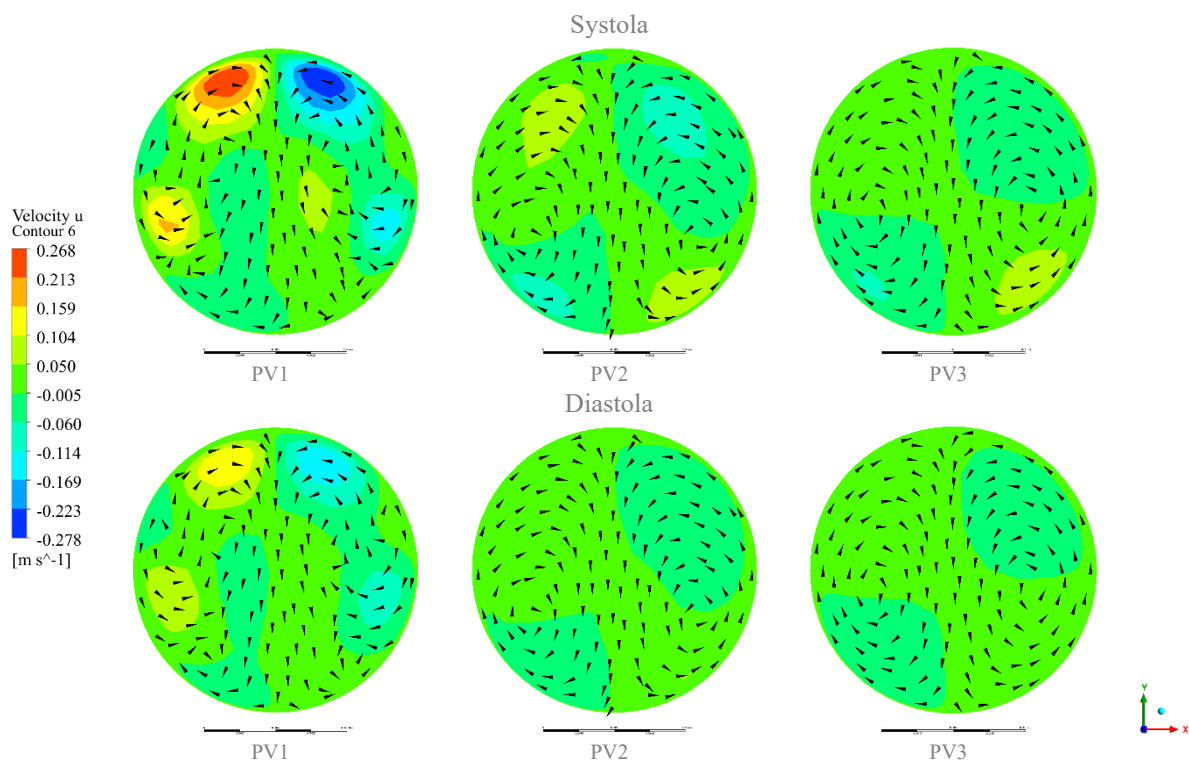 Systola
Velocity u
Contour 6
0.268
0.213
0.159
0.104
0.050
-0.005
-0.060
-0.114
-0.169
-0.223
-0.278
[m s^-1]
PV1
PV2
PV3
Diastola
PV1
PV2
PV3
Y
X